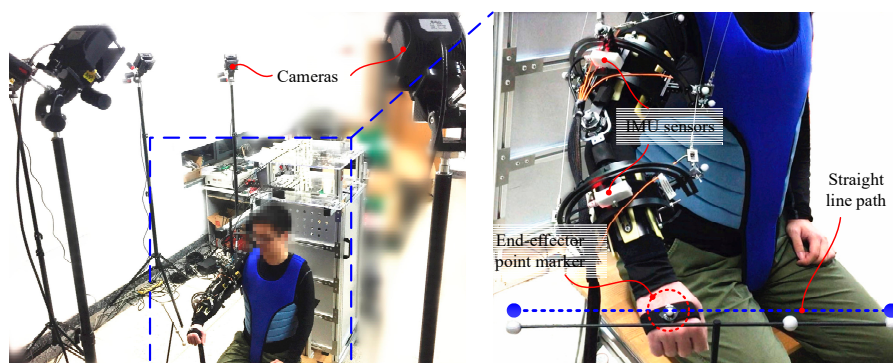 Cameras
IMU sensors
Straight
line path
End-effector
point marker